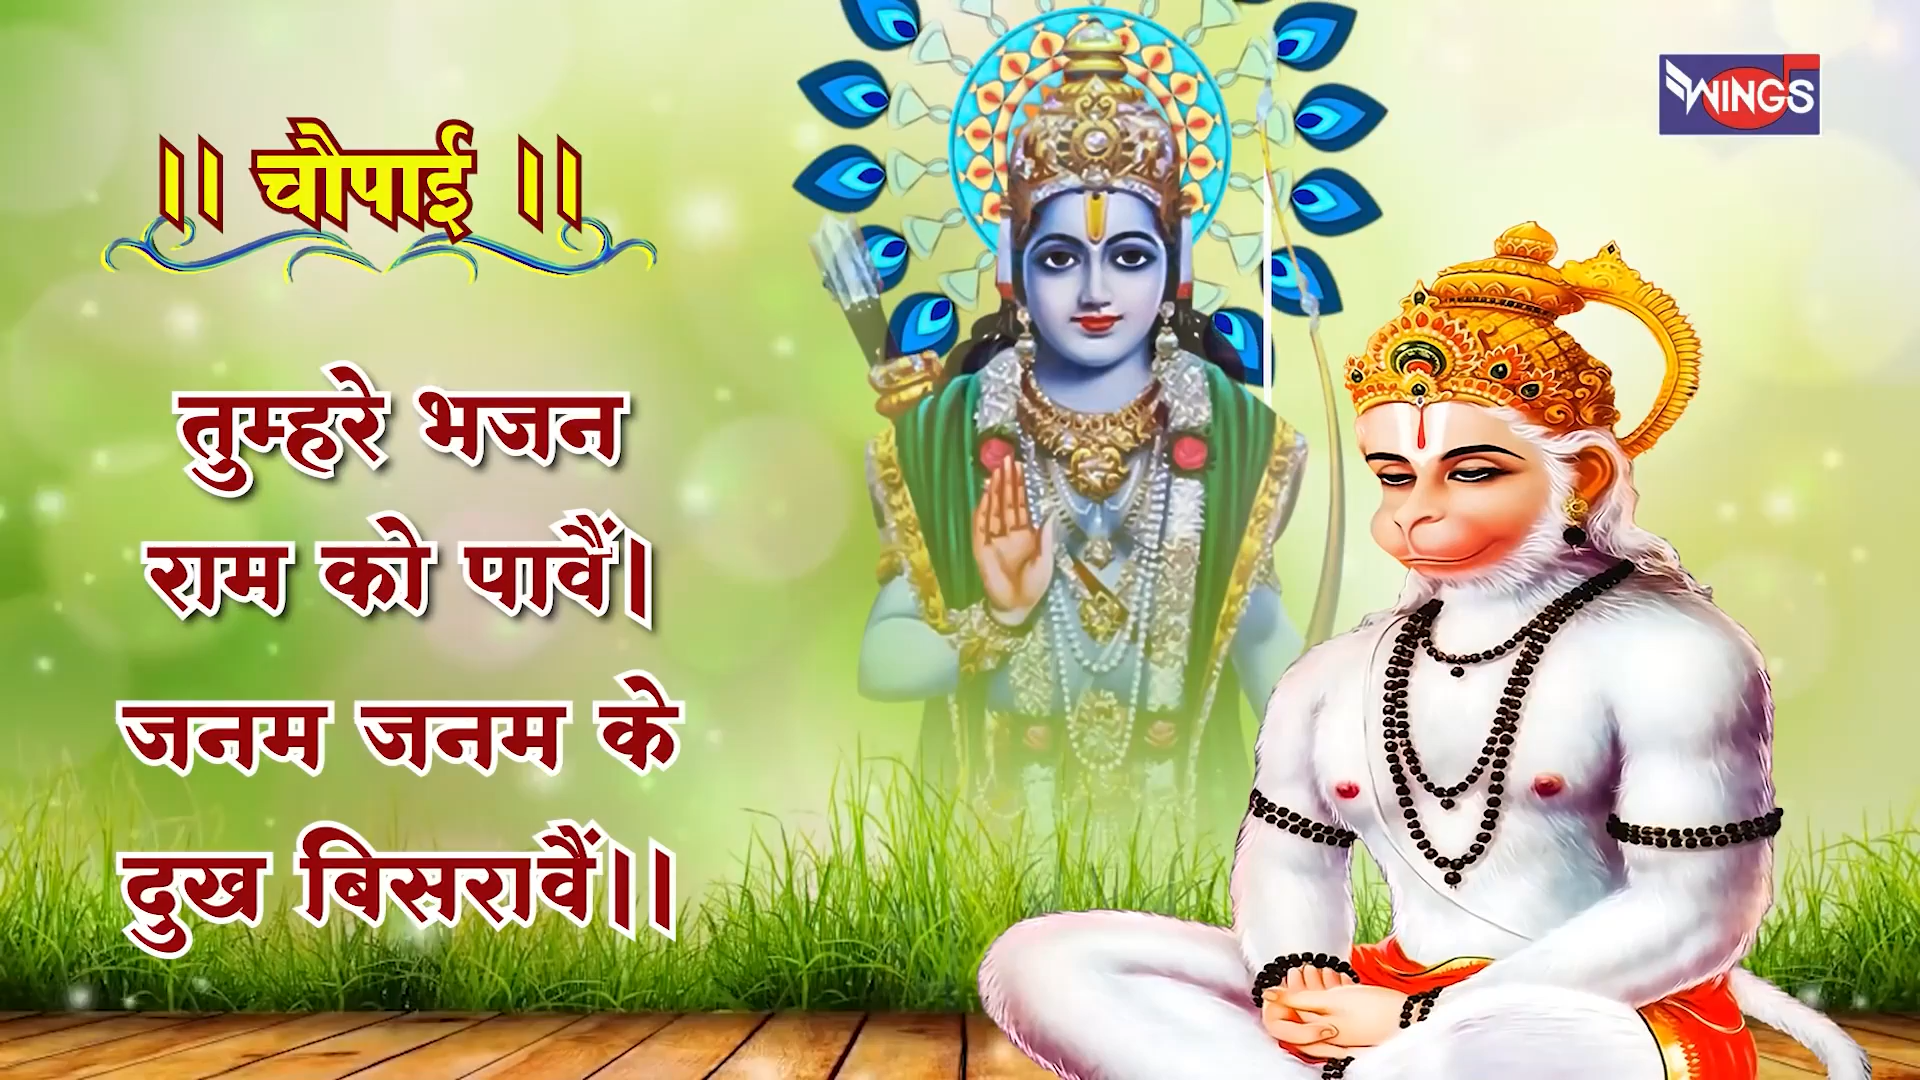 ।। चौपाई ।।
तुम्हरे भजन
राम को पावैं।
जनम जनम के
दुख बिसरावैं।।
WINGS